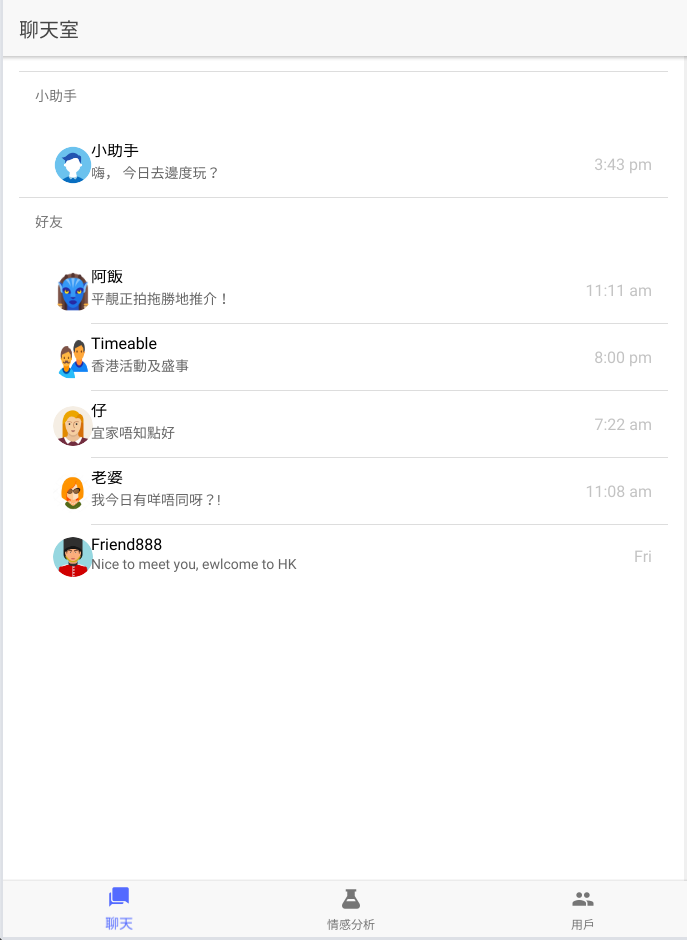 聊天室
小助手
小助手
嗨， 今日去邊度玩？
3:43 pm
好友
阿飯
平靚正拍拖勝地推介！
11:11 am
Timeable
香港活動及盛事
8:00 pm
仔
宜家唔知點好
7:22 am
老婆
我今日有咩唔同呀？!
11:08 am
Friend888
Nice to meet you, ewlcome to HK
Fri
聊天
情感分析
用戶